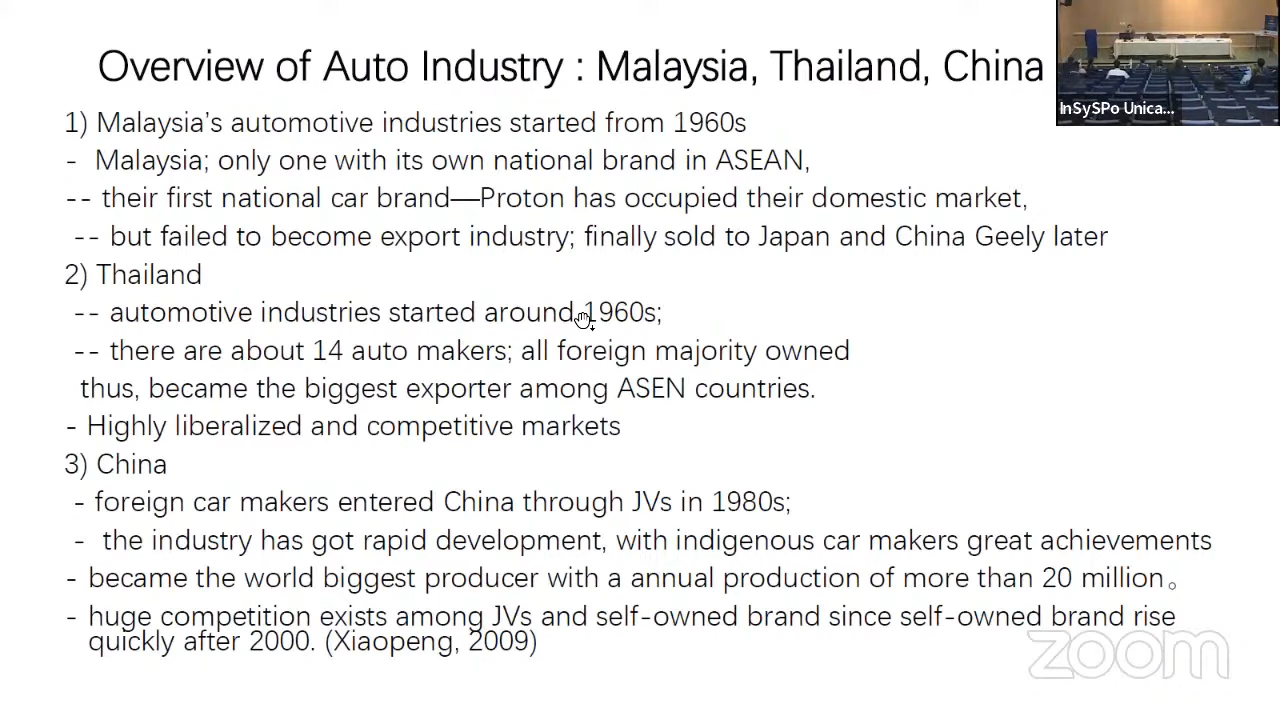 Overview of Auto Industry : Malaysia, Thailand, China
InSySPo Unica...
1) Malaysia's automotive industries started from 1960s
- Malaysia; only one with its own national brand in ASEAN,
-- their first national car brand—Proton has occupied their domestic market,
-- but failed to become export industry; finally sold to Japan and China Geely later
2) Thailand
-- automotive industries started around 1960s;
-- there are about 14 auto makers; all foreign majority owned
thus, became the biggest exporter among ASEN countries.
- Highly liberalized and competitive markets
3) China
- foreign car makers entered China through JVs in 1980s;
- the industry has got rapid development, with indigenous car makers great achievements
- became the world biggest producer with a annual production of more than 20 million。
- huge competition exists among JVs and self-owned brand since self-owned brand rise
quickly after 2000. (Xiaopeng, 2009)
zoom